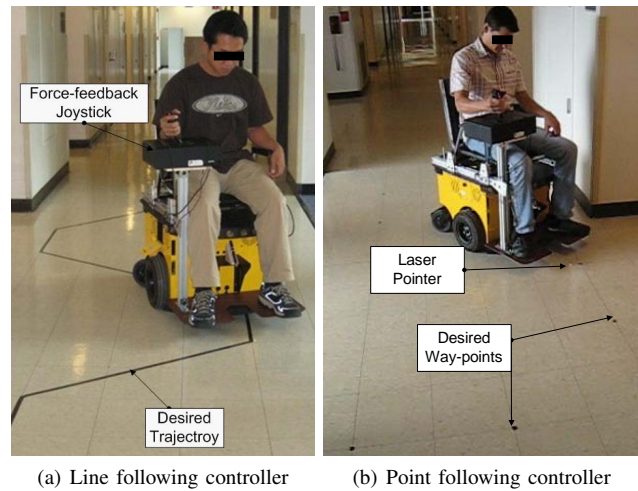 Force-feedback
Joystick
Desired
Trajectroy
Laser
Pointer
Desired
Way-points
(a) Line following controller
(b) Point following controller